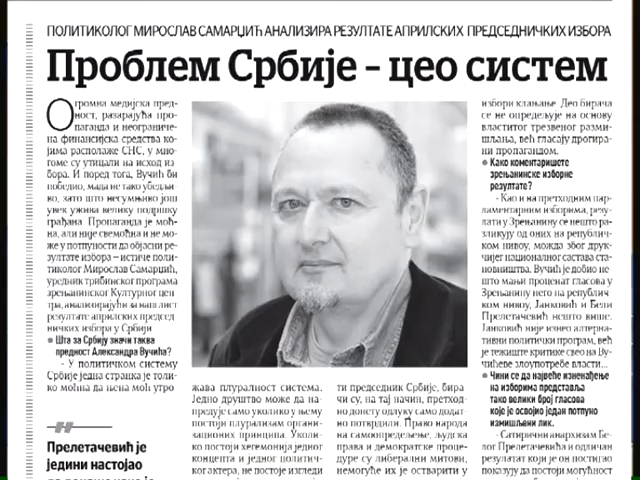 ПОЛИТИКОЛОГ МИРОСЛАВ САМАРЏИЋ АНАЛИЗИРА РЕЗУЛТАТЕ АПРИЛСКИХ ПРЕДСЕДНИЧКИХ ИЗБОРА
Проблем Србије - цео систем
Огромна медијска пред-
ност, разарајућа про-
паганда и неограниче-
на финансијска средства ко-
јима располаже СНС, у мно-
гоме су утицали на исход из-
бора. И поред тога, Вучић би
победио, мада не тако убедљи-
во, зато што несумњиво још
увек ужива велику подршку
грађана. Пропаганда је моћ-
на, али није свемоћна и не мо-
же у потпуности да објасни ре-
зултате избора – истиче поли-
тиколог Мирослав Самарџић,
уредник трибинског програма
зрењанинског Културног цен-
тра, анализирајући за наш лист
резултате априлских председ-
ничких избора у Србији
● Шта за Србију значи таква
предност Александра Вучића?
- У политичком систему
Србије једна странка је толи-
ко моћна да њена моћ угро-
Прелетачевић је
једини настојао
жава плуралност система.
Једно друштво може да на-
предује само уколико у њему
постоји плурализам органи-
зационих принципа. Уколи-
ко постоји хегемонија једног
концепта и једног политич-
ког актера, не постоје изгледи
ти председник Србије, бира-
чи су, на тај начин, претход-
но донету одлуку само додат-
но потврдили. Право народа
на самоопредељење, људска
права и демократске проце-
дуре су либерални митови,
немогуће их је остварити у
избори клањање. Део бирача
се не опредељује на основу
властитог трезвеног размиш-
љања, већ гласају дрогира-
ни пропагандом.
● Како коментаришете
зрењанинске изборне
резултате?
- Као и на претходним пар-
ламентарним изборима, резул-
тати у Зрењанину се нешто ра-
зликују од оних на републич-
ком нивоу, можда због друк-
чијег националног састава ста-
новништва. Вучић је добио не-
што мањи проценат гласова у
Зрењанину него на републич-
ком нивоу, Јанковић и Бели
Прелетачевић нешто више.
Јанковић није изнео алтерна-
тивни политички програм, већ
је тежиште критике свео на Ву-
чићеве злоупотребе власти...
● Чини се да највеће изненађење
на изборима представља
тако велики број гласова
које је освојио један потпуно
измишљени лик.
- Сатирични анархизам Бе-
лог Прелетачевића и одличан
резултат који је он постигао
показују да постоји могућност